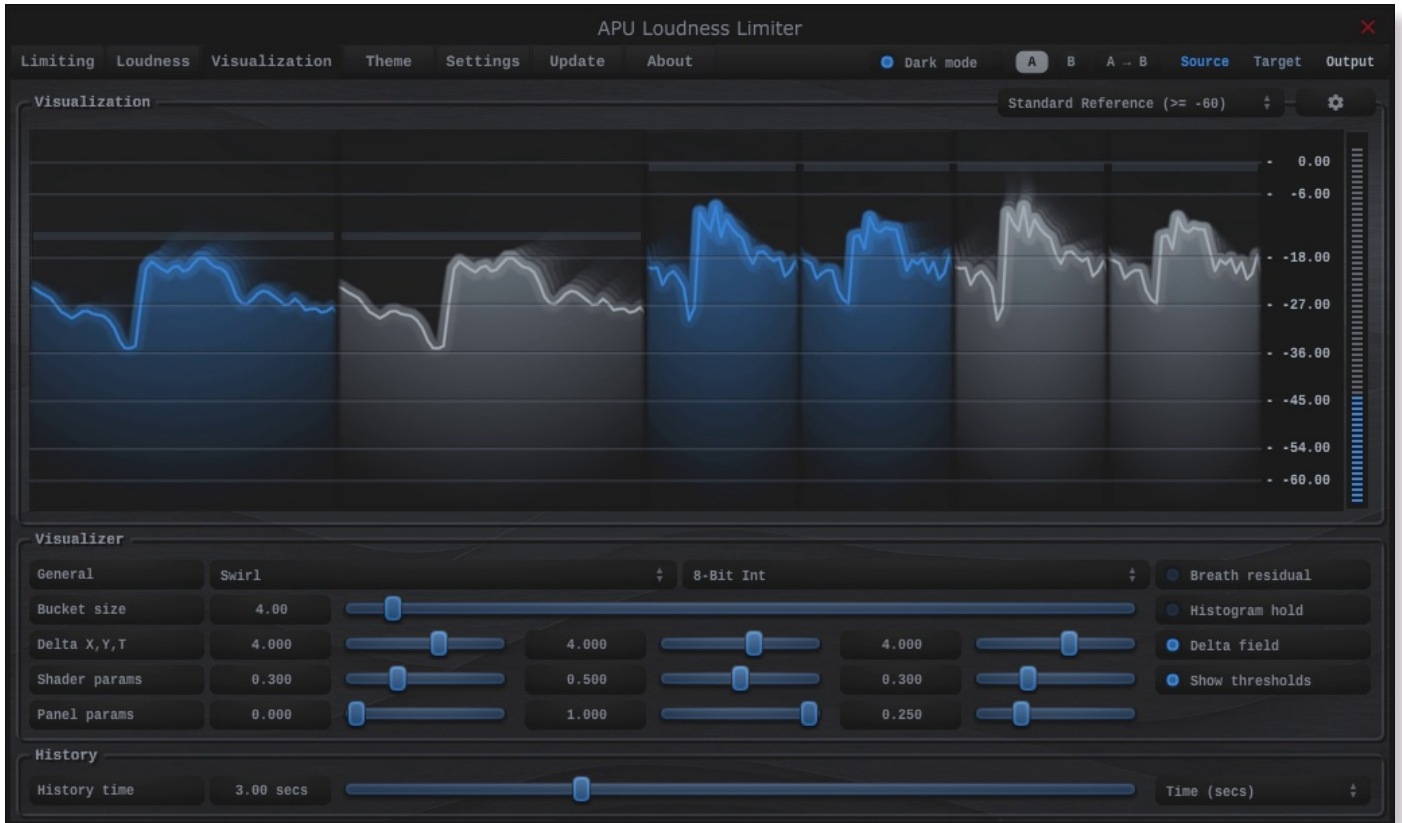 APU Loudness Limiter
Limiting Loudness Visualization Theme Settings Update About Dark mode A B A → B Source Target Output
Visualization Standard Reference (>= -60)
- 0.00
- -6.00
- -18.00
- -27.00
- -36.00
- -45.00
- -54.00
- -60.00
Visualizer
General Swirl 8-Bit Int Breath residual
Bucket size 4.00 Histogram hold
Delta X,Y,T 4.000 4.000 4.000 Delta field
Shader params 0.300 0.500 0.300 Show thresholds
Panel params 0.000 1.000 0.250
History
History time 3.00 secs Time (secs)